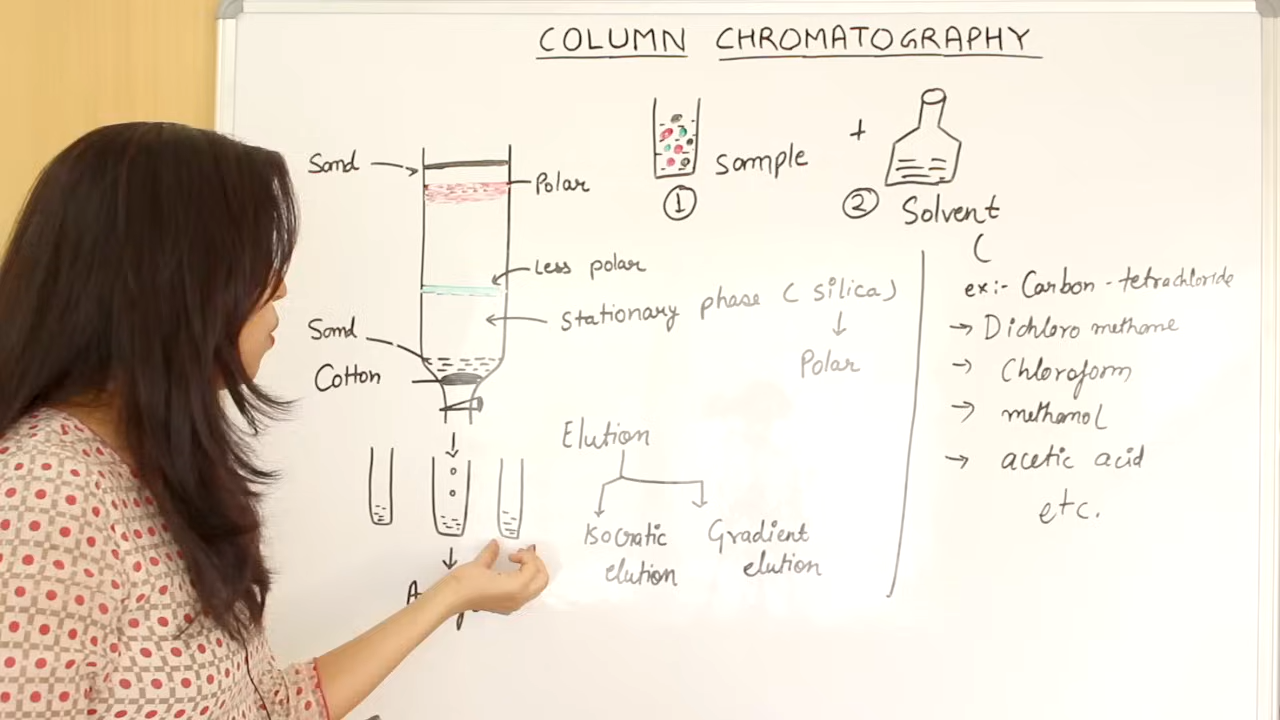 COLUMN CHROMATOGRAPHY
Sand
Polar
Less polar
Stationary phase (silica)
↓
Polar
Sand
Cotton
① Sample
+
② Solvent
(
ex:- Carbon-tetrachloride
→ Dichloro methane
→ Chloroform
→ methanol
→ acetic acid
etc.
Elution
Isocratic elution
Gradient elution